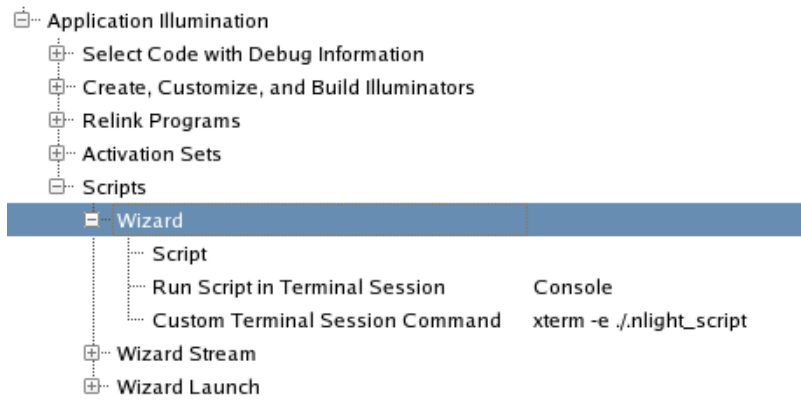 Application Illumination
Select Code with Debug Information
Create, Customize, and Build Illuminators
Relink Programs
Activation Sets
Scripts
Wizard
Script
Run Script in Terminal Session Console
Custom Terminal Session Command xterm -e ./.nlight_script
Wizard Stream
Wizard Launch